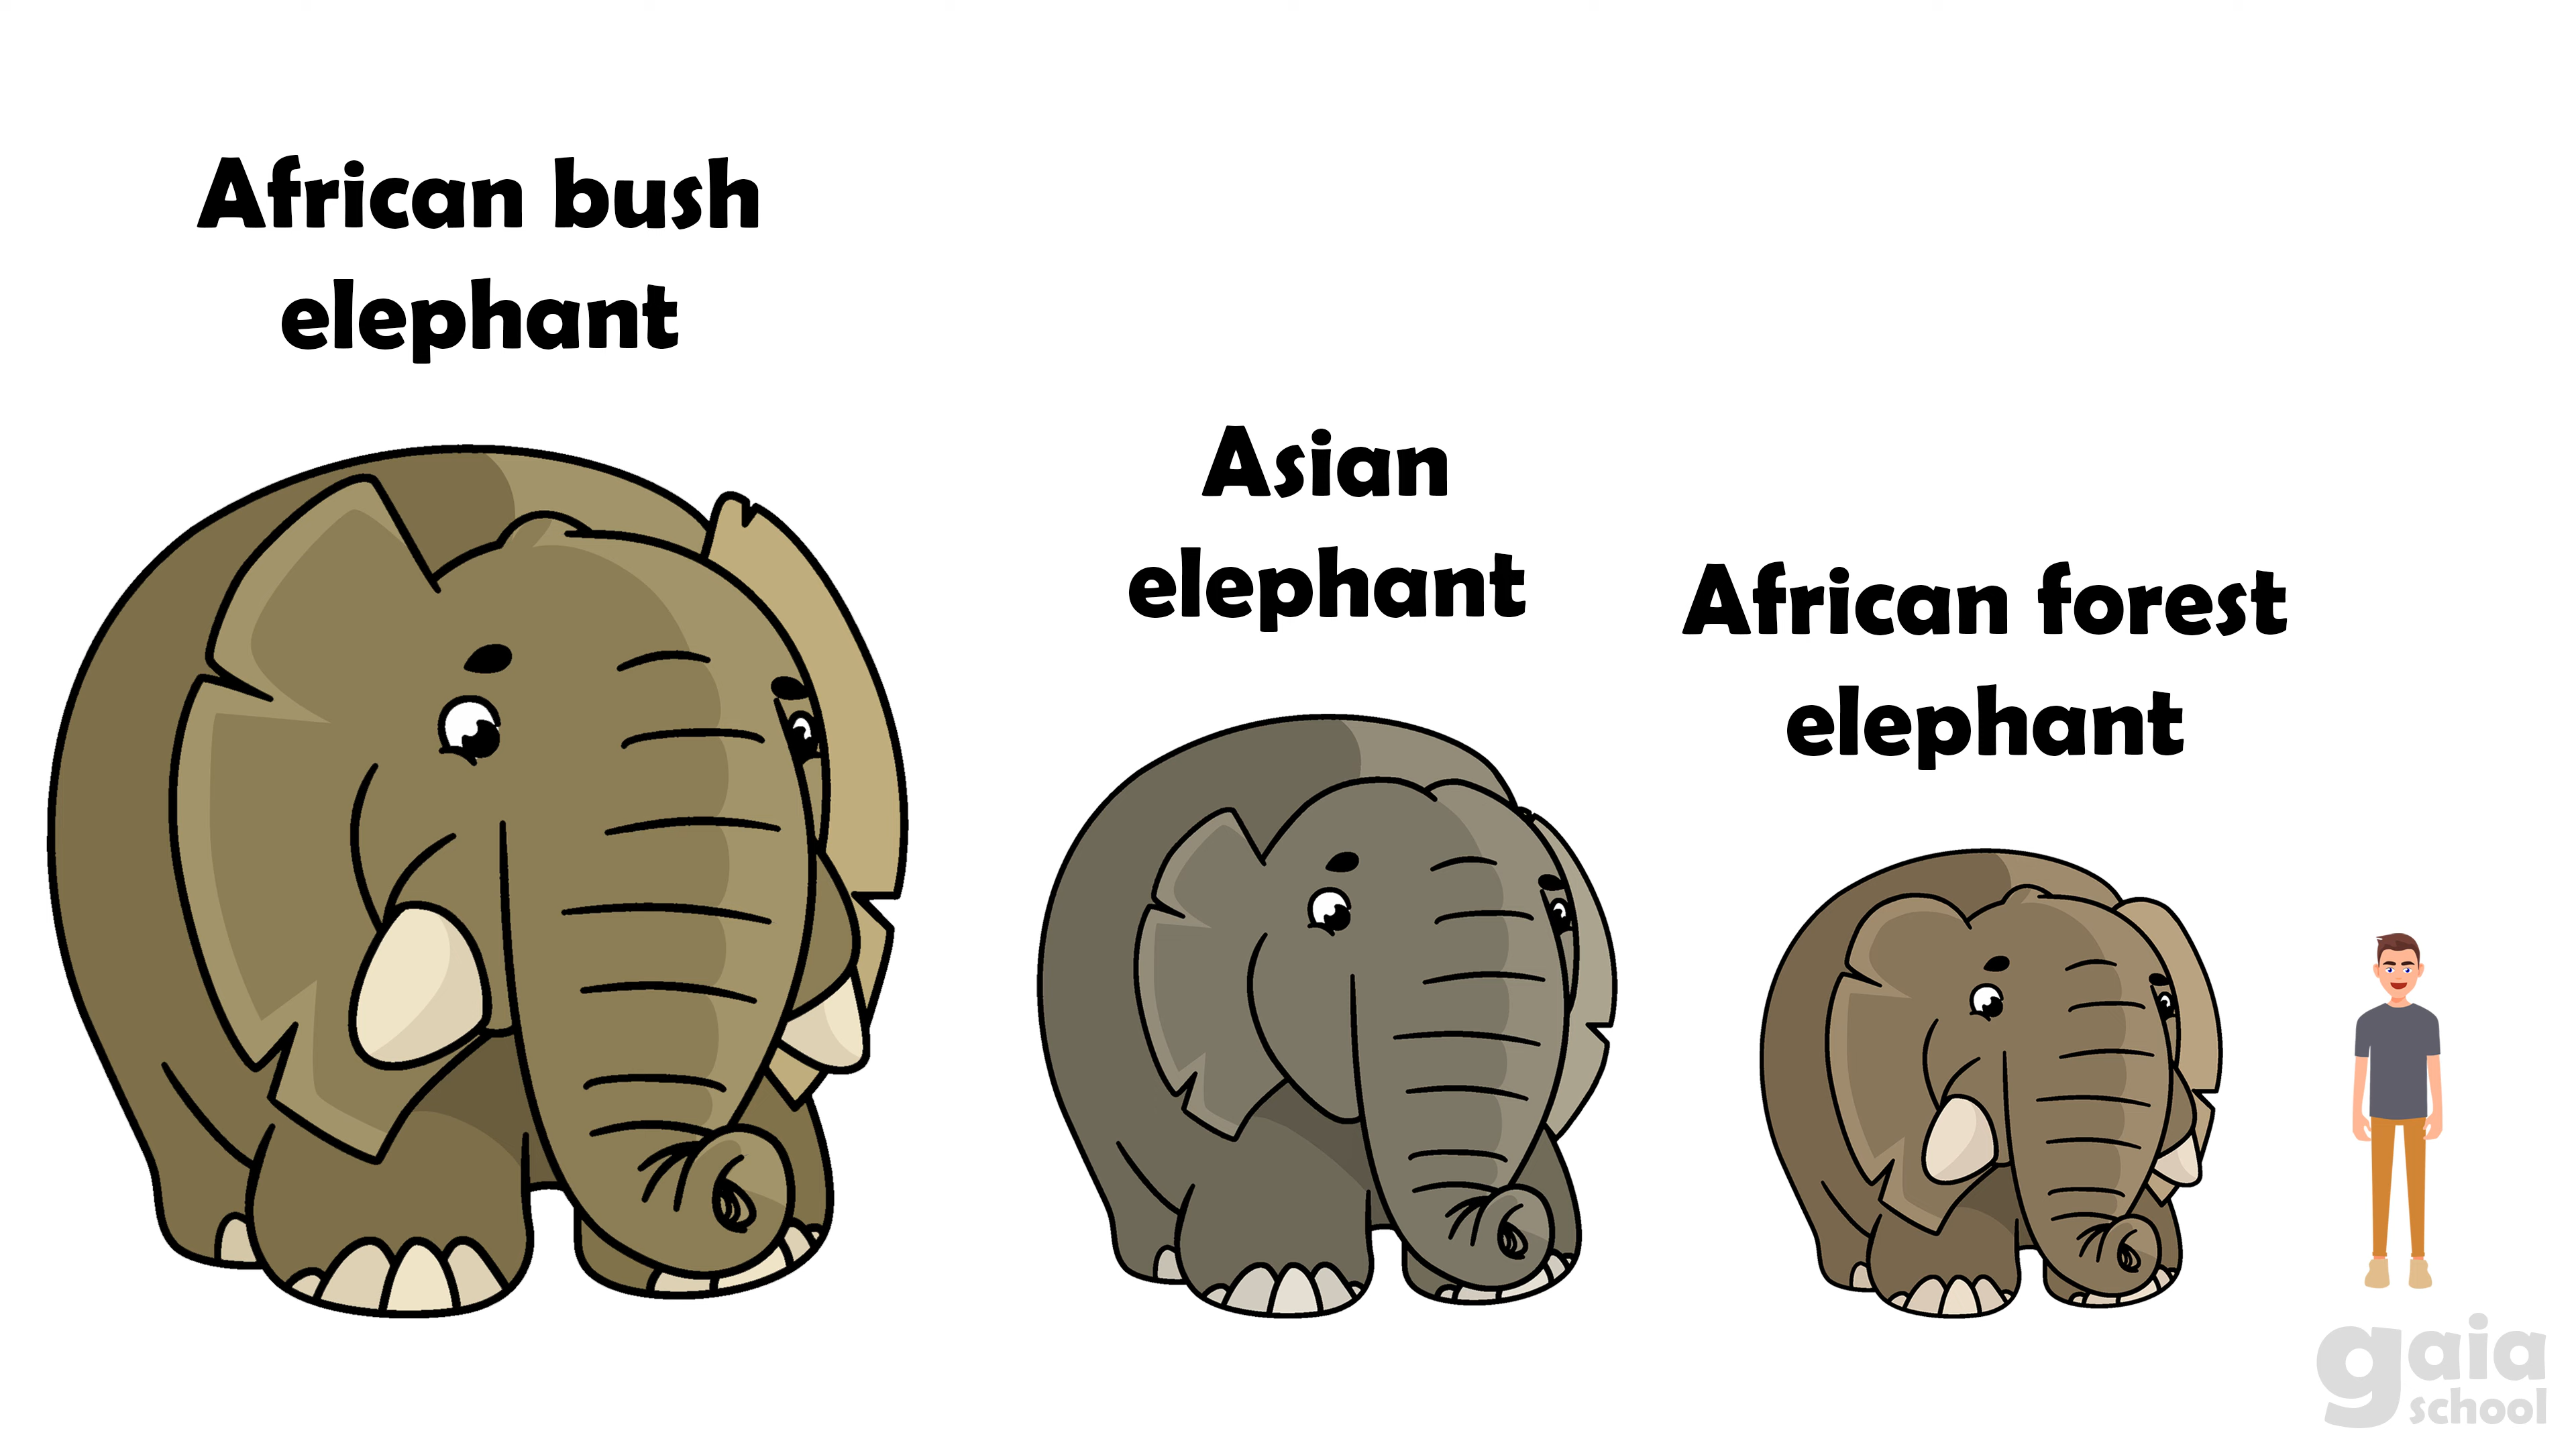 African bush
elephant
Asian
elephant
African forest
elephant
gaia
school